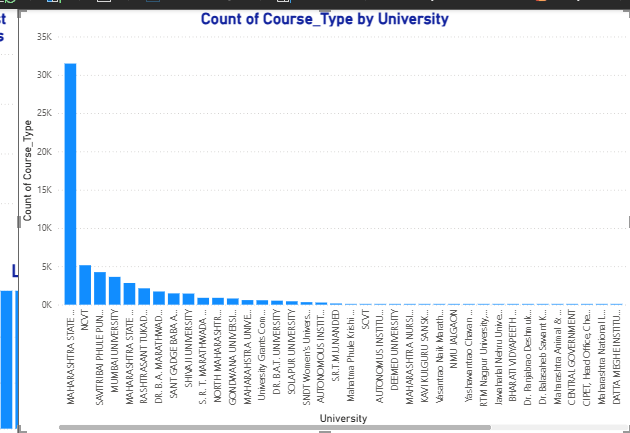 Count of Course_Type by University
35K
30K
25K
20K
15K
10K
5K
0K
Count of Course_Type
MAHARASHTRA STATE ...
NCVT
SAVITRIBAI PHULE PUN...
MUMBAI UNIVERSITY
MAHARASHTRA STATE ...
RASHTRASANT TUKAD...
DR. B. A. MARATHWAD...
SANT GADGE BABA A...
SHIVAJI UNIVERSITY
S. R. T. MARATHWADA ...
NORTH MAHARASHTR...
GONDWANA UNIVERSI...
MAHARAHSTRA UNIVE...
University Grants Com...
DR. B.A.T. UNIVERSITY
SOLAPUR UNIVERSITY
SNDT Women's Univers...
AUTONOMOUS INSTIT...
S.R.T.M.U.NANDED
Mahatma Phule Krishi ...
SCVT
AUTONOMUS INSTITU...
DEEMED UNIVERSITY
MAHARASHTRA NURSI...
KAVI KULGURU SANSK...
Vasantrao Naik Marath...
NMU JALGAON
Yashwantrao Chavan ...
RTM Nagpur University,...
Jawaharlal Nehru Unive...
BHARATI VIDYAPEETH ...
Dr. Panjabrao Deshmuk...
Dr. Balasaheb Sawant K...
Maharashtra Animal & ...
CENTRAL GOVERNMENT
CIPET, Head Office, Che...
Maharashtra National L...
DATTA MEGHE INSTITU...
University